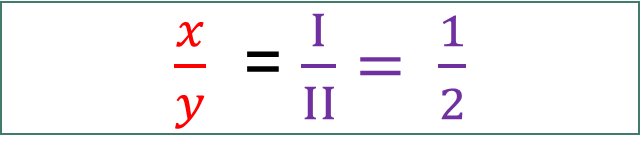 x/y = I/II = 1/2